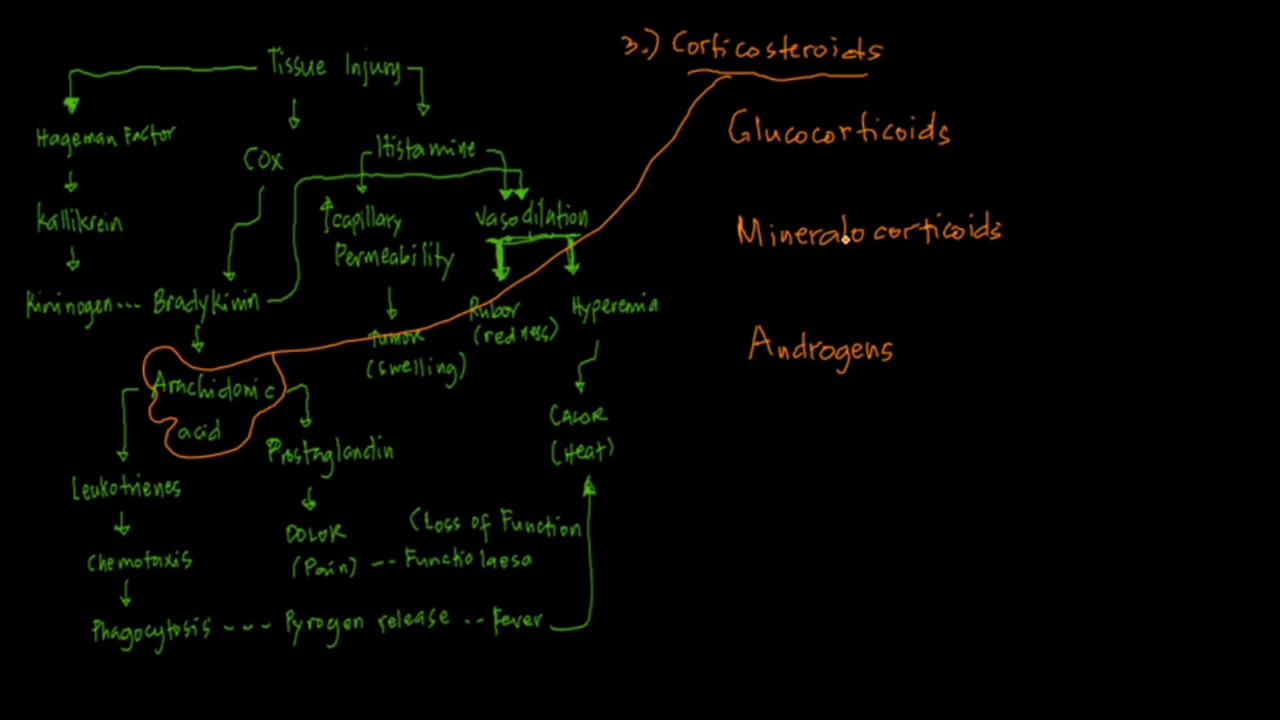 3.) Corticosteroids
Tissue Injury
Glucocorticoids
Hageman Factor
COX
Histamine
Kallikrein
capillary
Permeability
Vasodilation
Mineralocorticoids
Kininogen --- Bradykinin
Rubor
(redness)
Hyperemia
Tumor
(swelling)
Androgens
Arachidonic
acid
CALOR
(Heat)
Prostaglandin
Leukotrienes
DOLOR
(Pain) -- Functio laesa
(Loss of Function
Chemotaxis
Phagocytosis --- Pyrogen release -- Fever